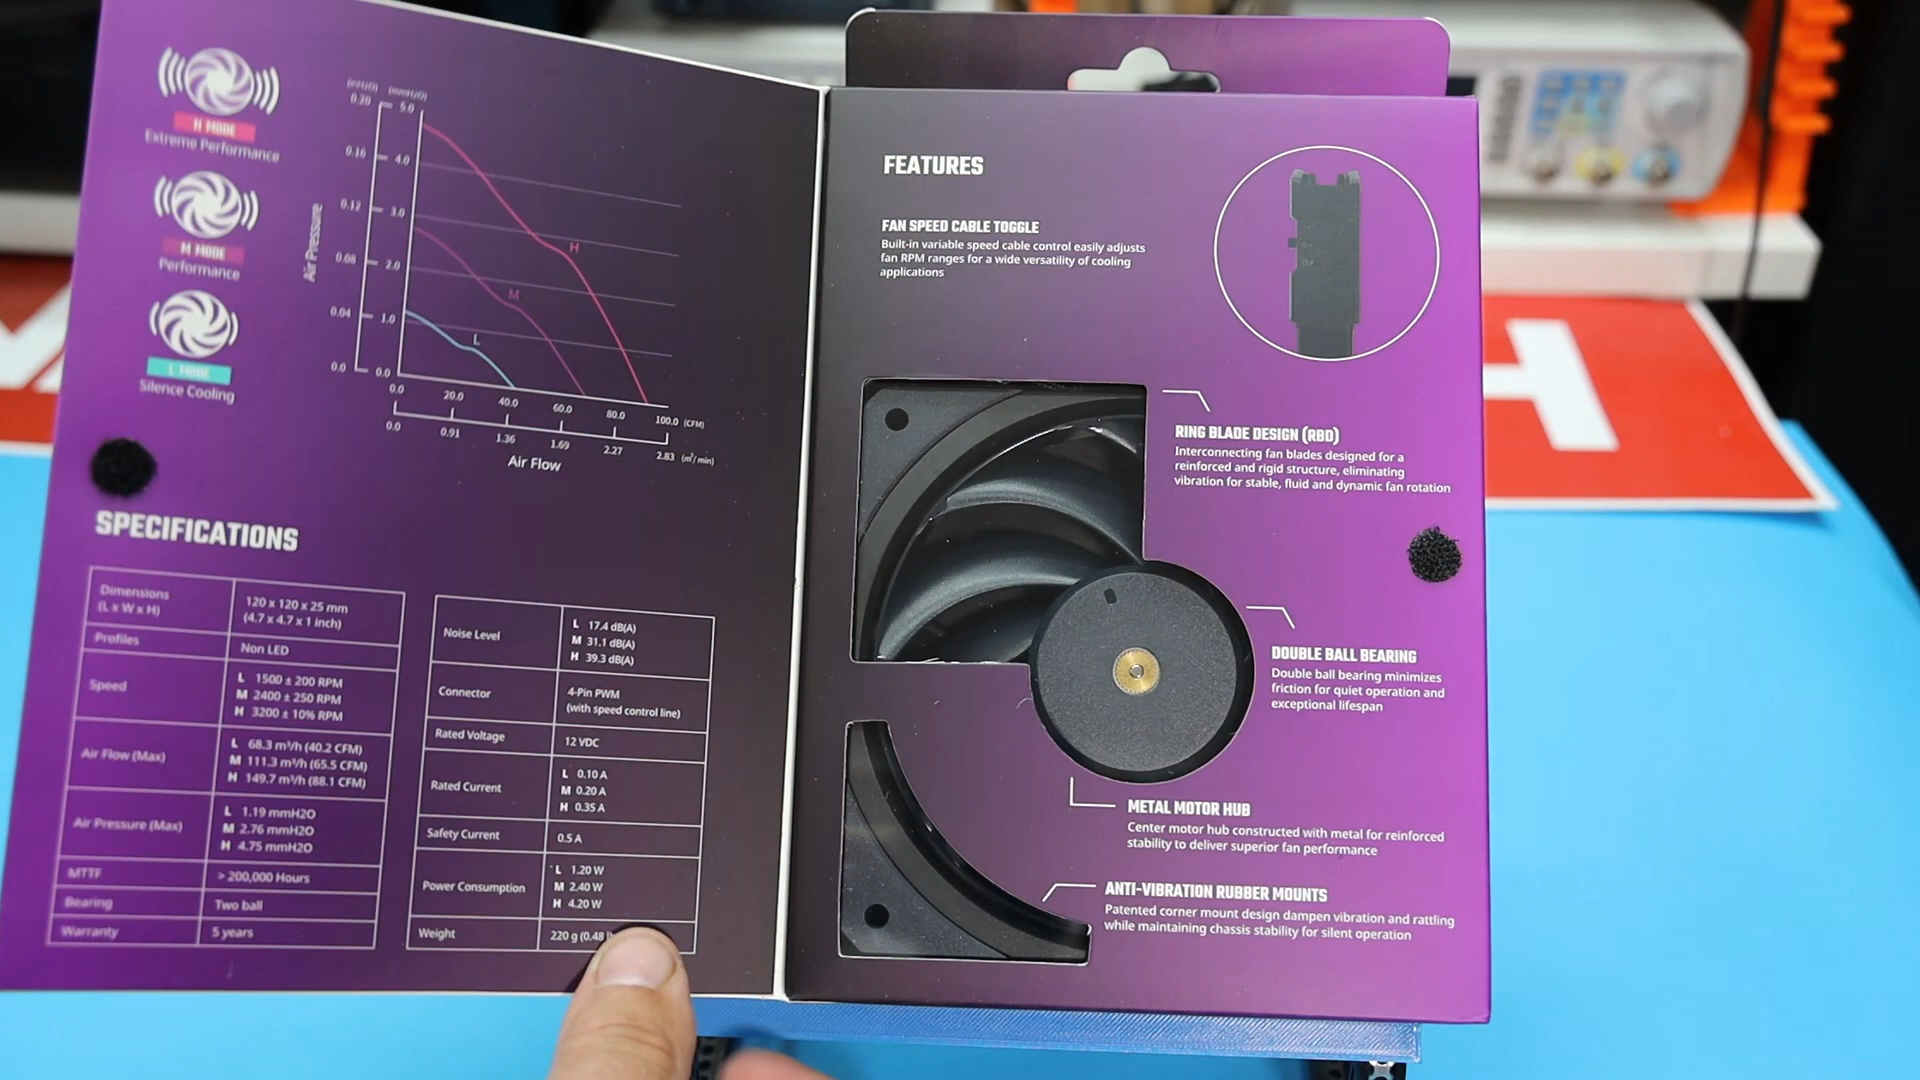 H MODE
Extreme Performance
M MODE
Performance
L MODE
Silence Cooling
(inH2O) (mmH2O)
0.20 5.0
0.16 4.0
0.12 3.0
0.08 2.0
0.04 1.0
0.0 0.0
Air Pressure
H
M
L
0.0 20.0 40.0 60.0 80.0 100.0 (CFM)
0.0 0.91 1.36 1.69 2.27 2.83 (m³/min)
Air Flow
SPECIFICATIONS
Dimensions
(L x W x H)
120 x 120 x 25 mm
(4.7 x 4.7 x 1 inch)
Profiles
Non LED
Speed
L 1500 ± 200 RPM
M 2400 ± 250 RPM
H 3200 ± 10% RPM
Air Flow (Max)
L 68.3 m³/h (40.2 CFM)
M 111.3 m³/h (65.5 CFM)
H 149.7 m³/h (88.1 CFM)
Air Pressure (Max)
L 1.19 mmH2O
M 2.76 mmH2O
H 4.75 mmH2O
MTTF
> 200,000 Hours
Bearing
Two ball
Warranty
5 years
Noise Level
L 17.4 dB(A)
M 31.1 dB(A)
H 39.3 dB(A)
Connector
4-Pin PWM
(with speed control line)
Rated Voltage
12 VDC
Rated Current
L 0.10 A
M 0.20 A
H 0.35 A
Safety Current
0.5 A
Power Consumption
L 1.20 W
M 2.40 W
H 4.20 W
Weight
220 g (0.48
FEATURES
FAN SPEED CABLE TOGGLE
Built-in variable speed cable control easily adjusts
fan RPM ranges for a wide versatility of cooling
applications
RING BLADE DESIGN (RBD)
Interconnecting fan blades designed for a
reinforced and rigid structure, eliminating
vibration for stable, fluid and dynamic fan rotation
DOUBLE BALL BEARING
Double ball bearing minimizes
friction for quiet operation and
exceptional lifespan
METAL MOTOR HUB
Center motor hub constructed with metal for reinforced
stability to deliver superior fan performance
ANTI-VIBRATION RUBBER MOUNTS
Patented corner mount design dampen vibration and rattling
while maintaining chassis stability for silent operation